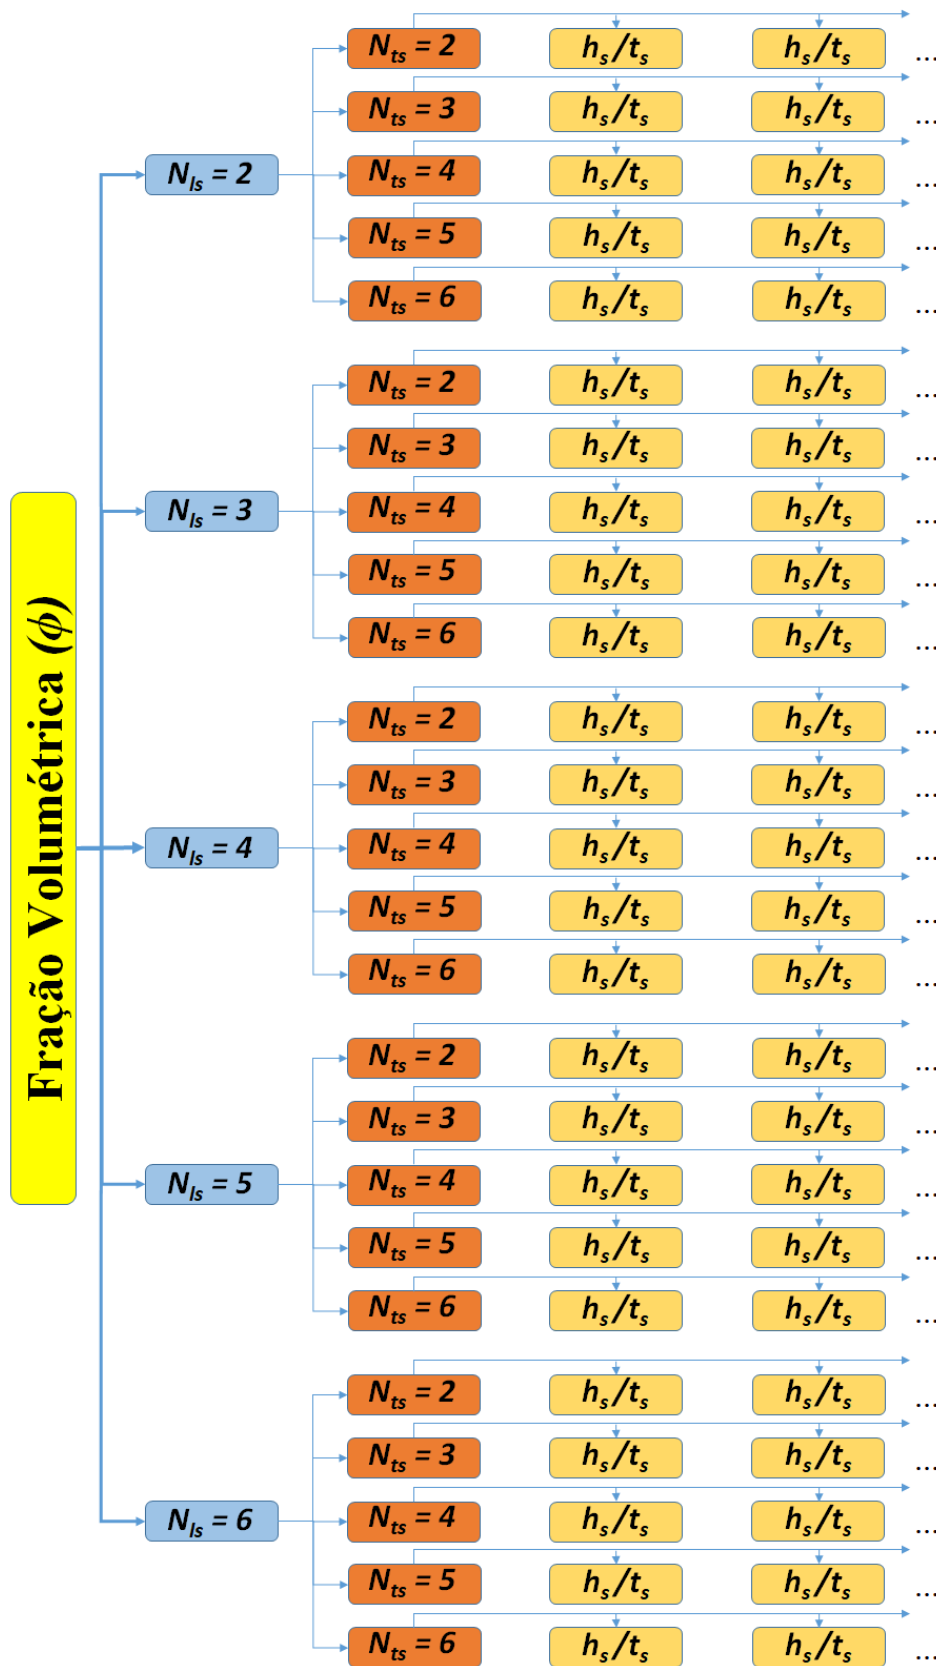 Fração Volumétrica (ϕ)
N_ls = 2
N_ts = 2 h_s/t_s h_s/t_s ...
N_ts = 3 h_s/t_s h_s/t_s ...
N_ts = 4 h_s/t_s h_s/t_s ...
N_ts = 5 h_s/t_s h_s/t_s ...
N_ts = 6 h_s/t_s h_s/t_s ...
N_ls = 3
N_ts = 2 h_s/t_s h_s/t_s ...
N_ts = 3 h_s/t_s h_s/t_s ...
N_ts = 4 h_s/t_s h_s/t_s ...
N_ts = 5 h_s/t_s h_s/t_s ...
N_ts = 6 h_s/t_s h_s/t_s ...
N_ls = 4
N_ts = 2 h_s/t_s h_s/t_s ...
N_ts = 3 h_s/t_s h_s/t_s ...
N_ts = 4 h_s/t_s h_s/t_s ...
N_ts = 5 h_s/t_s h_s/t_s ...
N_ts = 6 h_s/t_s h_s/t_s ...
N_ls = 5
N_ts = 2 h_s/t_s h_s/t_s ...
N_ts = 3 h_s/t_s h_s/t_s ...
N_ts = 4 h_s/t_s h_s/t_s ...
N_ts = 5 h_s/t_s h_s/t_s ...
N_ts = 6 h_s/t_s h_s/t_s ...
N_ls = 6
N_ts = 2 h_s/t_s h_s/t_s ...
N_ts = 3 h_s/t_s h_s/t_s ...
N_ts = 4 h_s/t_s h_s/t_s ...
N_ts = 5 h_s/t_s h_s/t_s ...
N_ts = 6 h_s/t_s h_s/t_s ...